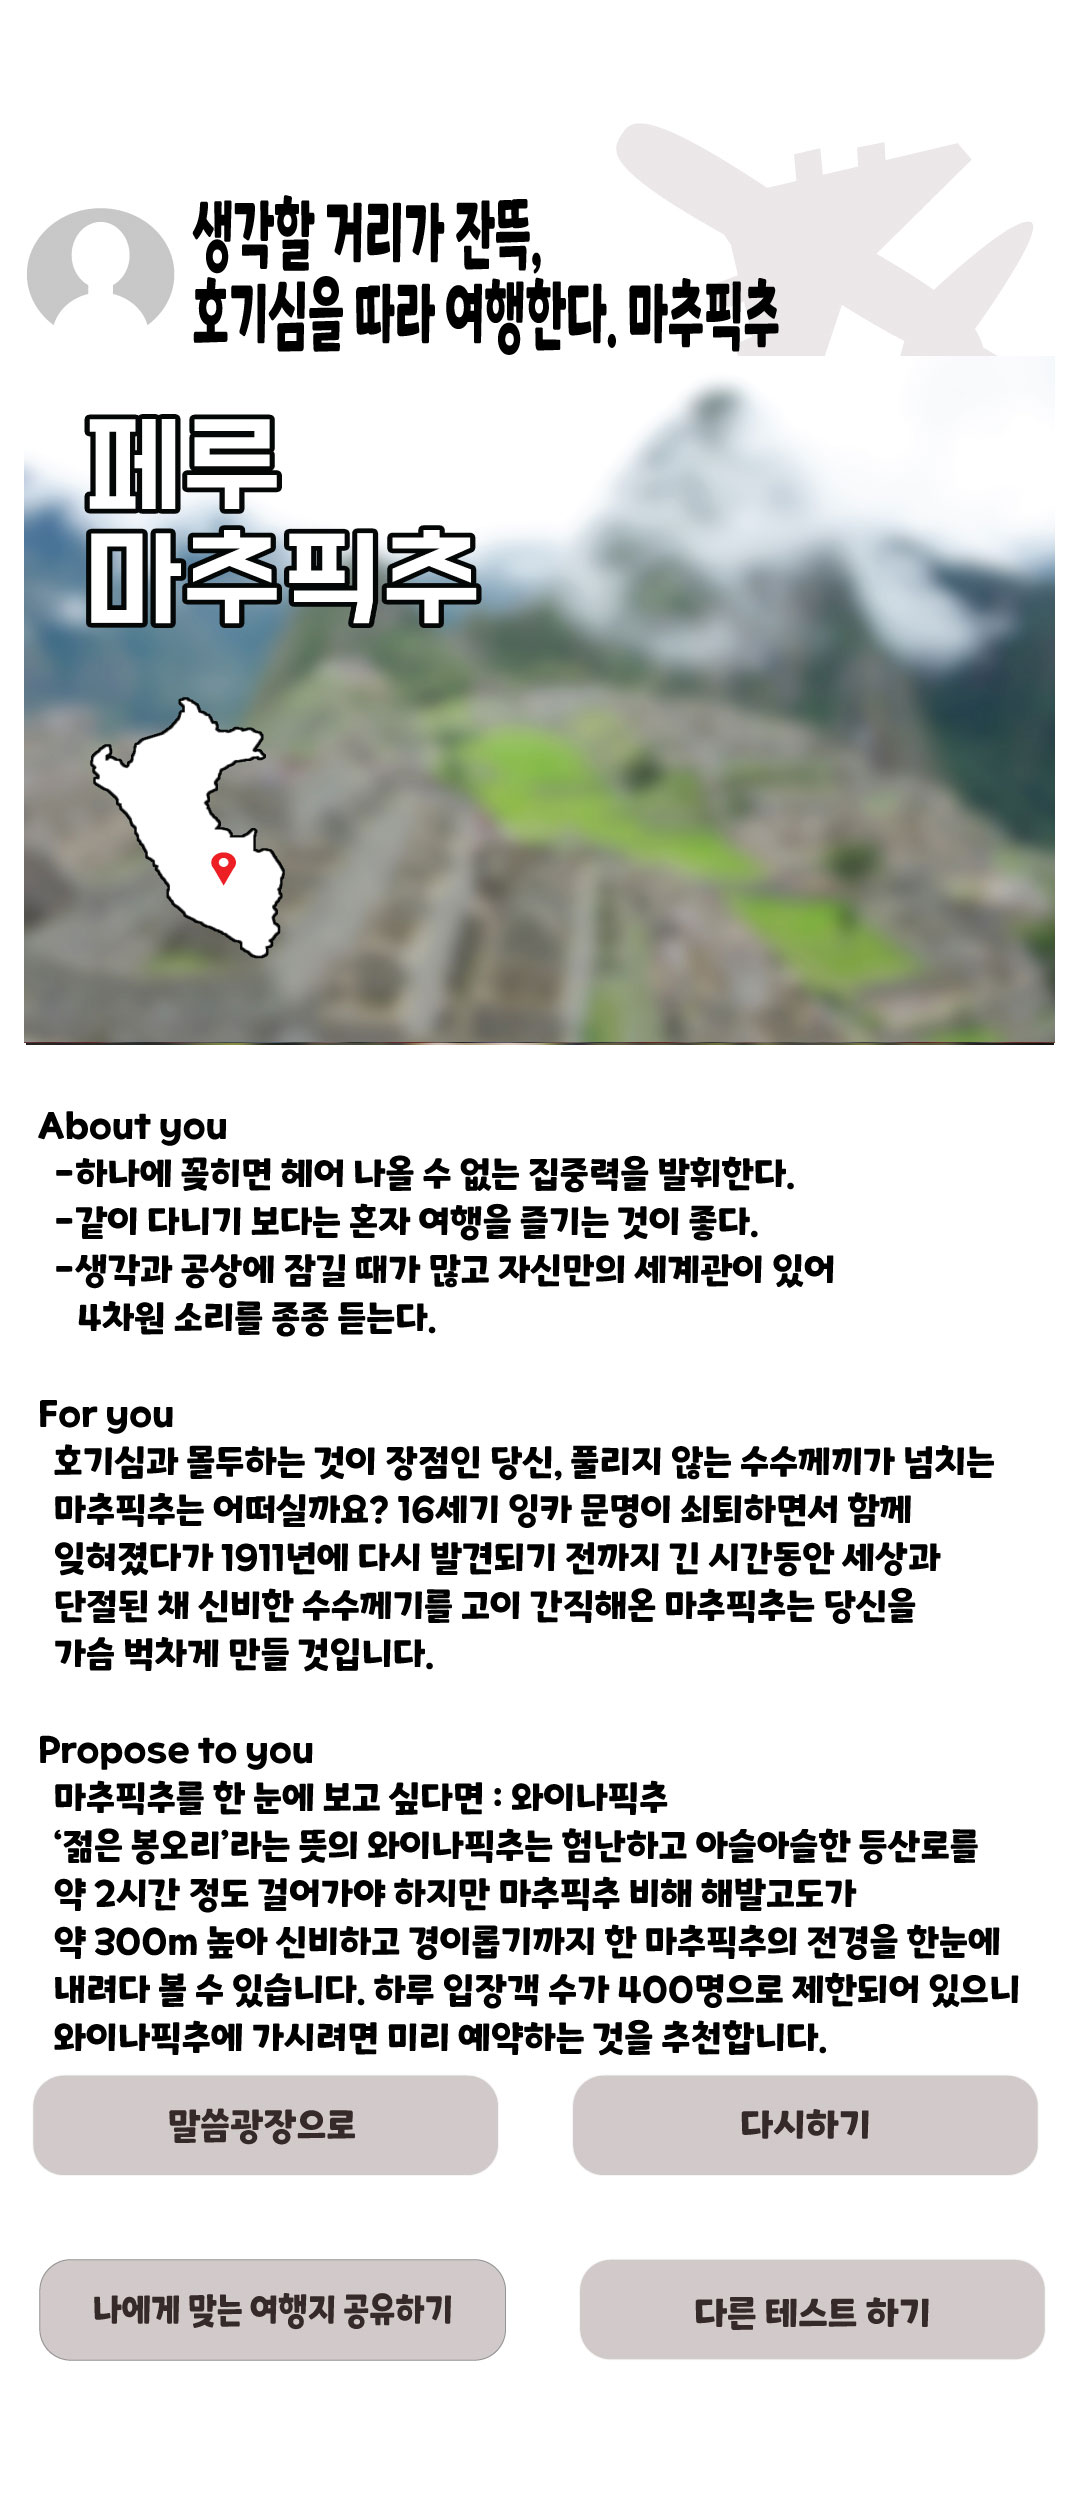 생각할 거리가 잔뜩,
호기심을 따라 여행한다. 마추픽추
페루
마추픽추
About you
-하나에 꽂히면 헤어 나올 수 없는 집중력을 발휘한다.
-같이 다니기 보다는 혼자 여행을 즐기는 것이 좋다.
-생각과 공상에 잠길 때가 많고 자신만의 세계관이 있어
4차원 소리를 종종 듣는다.
For you
호기심과 몰두하는 것이 장점인 당신, 풀리지 않는 수수께끼가 넘치는
마추픽추는 어떠실까요? 16세기 잉카 문명이 쇠퇴하면서 함께
잊혀졌다가 1911년에 다시 발견되기 전까지 긴 시간동안 세상과
단절된 채 신비한 수수께기를 고이 간직해온 마추픽추는 당신을
가슴 벅차게 만들 것입니다.
Propose to you
마추픽추를 한 눈에 보고 싶다면 : 와이나픽추
‘젊은 봉오리’라는 뜻의 와이나픽추는 험난하고 아슬아슬한 등산로를
약 2시간 정도 걸어가야 하지만 마추픽추 비해 해발고도가
약 300m 높아 신비하고 경이롭기까지 한 마추픽추의 전경을 한눈에
내려다 볼 수 있습니다. 하루 입장객 수가 400명으로 제한되어 있으니
와이나픽추에 가시려면 미리 예약하는 것을 추천합니다.
말씀광장으로
다시하기
나에게 맞는 여행지 공유하기
다른 테스트 하기